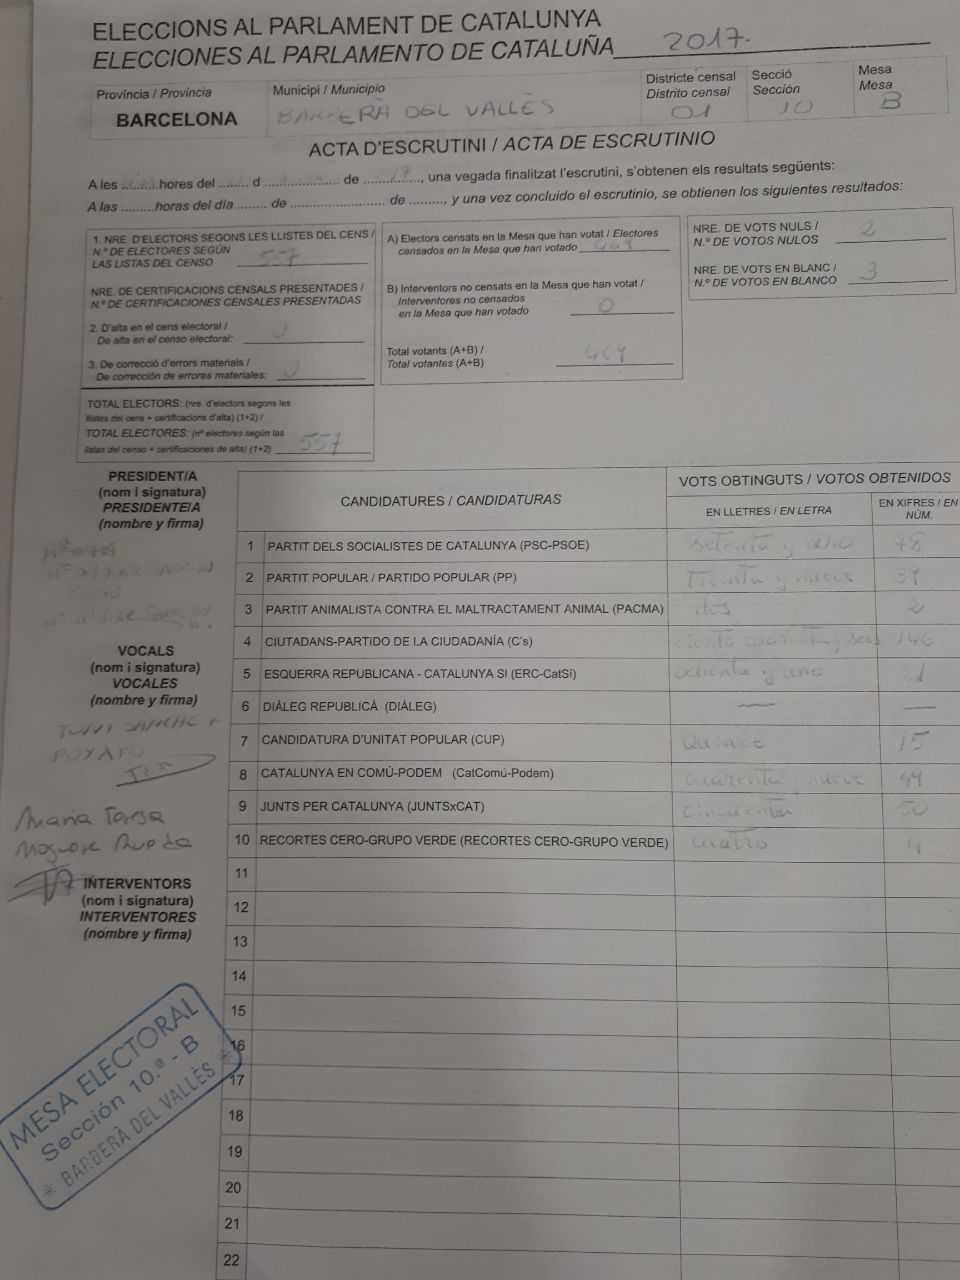 ELECCIONS AL PARLAMENT DE CATALUNYA
ELECCIONES AL PARLAMENTO DE CATALUÑA 2017.
Província / Provincia
BARCELONA
Municipi / Municipio
BARBERÀ DEL VALLÈS
Districte censal
Distrito censal
01
Secció
Sección
10
Mesa
Mesa
B
ACTA D'ESCRUTINI / ACTA DE ESCRUTINIO
A les ......... hores del ........ d ..................... de ............., una vegada finalitzat l'escrutini, s'obtenen els resultats següents:
A las .........horas del día ........ de ......................... de ........., y una vez concluido el escrutinio, se obtienen los siguientes resultados:
1. NRE. D'ELECTORS SEGONS LES LLISTES DEL CENS /
N.º DE ELECTORES SEGÚN
LAS LISTAS DEL CENSO 557
NRE. DE CERTIFICACIONS CENSALS PRESENTADES /
N.º DE CERTIFICACIONES CENSALES PRESENTADAS
2. D'alta en el cens electoral /
De alta en el censo electoral: 0
3. De correcció d'errors materials /
De corrección de errores materiales: 0
TOTAL ELECTORS: (nre. d'electors segons les
llistes del cens + certificacions d'alta) (1+2) /
TOTAL ELECTORES: (nº electores según las
listas del censo + certificaciones de alta) (1+2) 557
A) Electors censats en la Mesa que han votat / Electores
censados en la Mesa que han votado 469
B) Interventors no censats en la Mesa que han votat /
Interventores no censados
en la Mesa que han votado 0
Total votants (A+B) /
Total votantes (A+B) 469
NRE. DE VOTS NULS /
N.º DE VOTOS NULOS 2
NRE. DE VOTS EN BLANC /
N.º DE VOTOS EN BLANCO 3
PRESIDENT/A
(nom i signatura)
PRESIDENTE/A
(nombre y firma)
VOCALS
(nom i signatura)
VOCALES
(nombre y firma)
SANCHE
POYATO
Maria Teresa
Rueda
INTERVENTORS
(nom i signatura)
INTERVENTORES
(nombre y firma)
MESA ELECTORAL
Sección 10.ª - B
* BARBERÀ DEL VALLÈS *
CANDIDATURES / CANDIDATURAS
VOTS OBTINGUTS / VOTOS OBTENIDOS
EN LLETRES / EN LETRA
EN XIFRES / EN
NÚM.
1 PARTIT DELS SOCIALISTES DE CATALUNYA (PSC-PSOE) setenta y ocho 78
2 PARTIT POPULAR / PARTIDO POPULAR (PP) treinta y nueve 39
3 PARTIT ANIMALISTA CONTRA EL MALTRACTAMENT ANIMAL (PACMA) dos 2
4 CIUTADANS-PARTIDO DE LA CIUDADANÍA (C's) ciento cuarenta y seis 146
5 ESQUERRA REPUBLICANA - CATALUNYA SI (ERC-CatSí) ochenta y uno 81
6 DIÀLEG REPUBLICÀ (DIÀLEG) — —
7 CANDIDATURA D'UNITAT POPULAR (CUP) Quince 15
8 CATALUNYA EN COMÚ-PODEM (CatComú-Podem) cuarenta y nueve 49
9 JUNTS PER CATALUNYA (JUNTSxCAT) cincuenta 50
10 RECORTES CERO-GRUPO VERDE (RECORTES CERO-GRUPO VERDE) cuatro 4
11
12
13
14
15
16
17
18
19
20
21
22